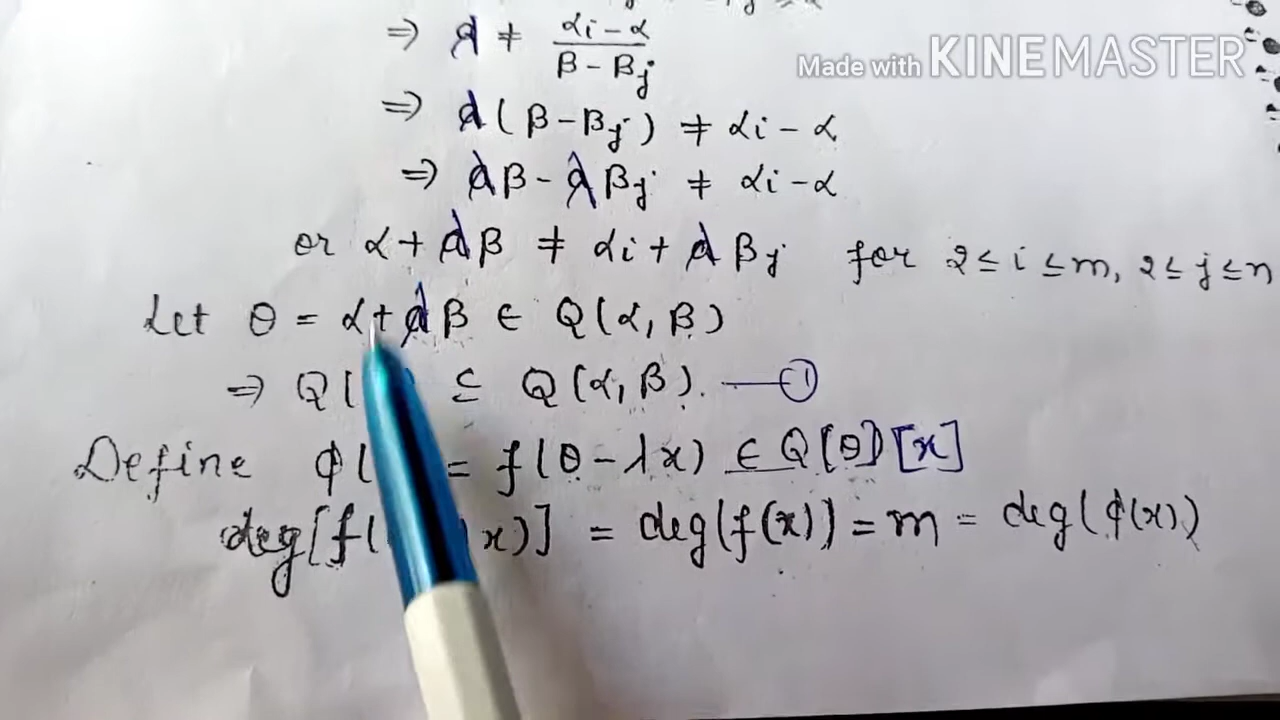 ⇒ λ ≠ (αi − α) / (β − βj)
Made with KINEMASTER
⇒ λ(β − βj) ≠ αi − α
⇒ λβ − λβj ≠ αi − α
or α + λβ ≠ αi + λβj for 2 ≤ i ≤ m, 2 ≤ j ≤ n
Let θ = α + λβ ∈ Q(α, β)
⇒ Q( ) ⊆ Q(α, β). —①
Define φ( = f(θ − λx) ∈ Q[θ][x]
deg[f( x)] = deg(f(x)) = m = deg(φ(x))